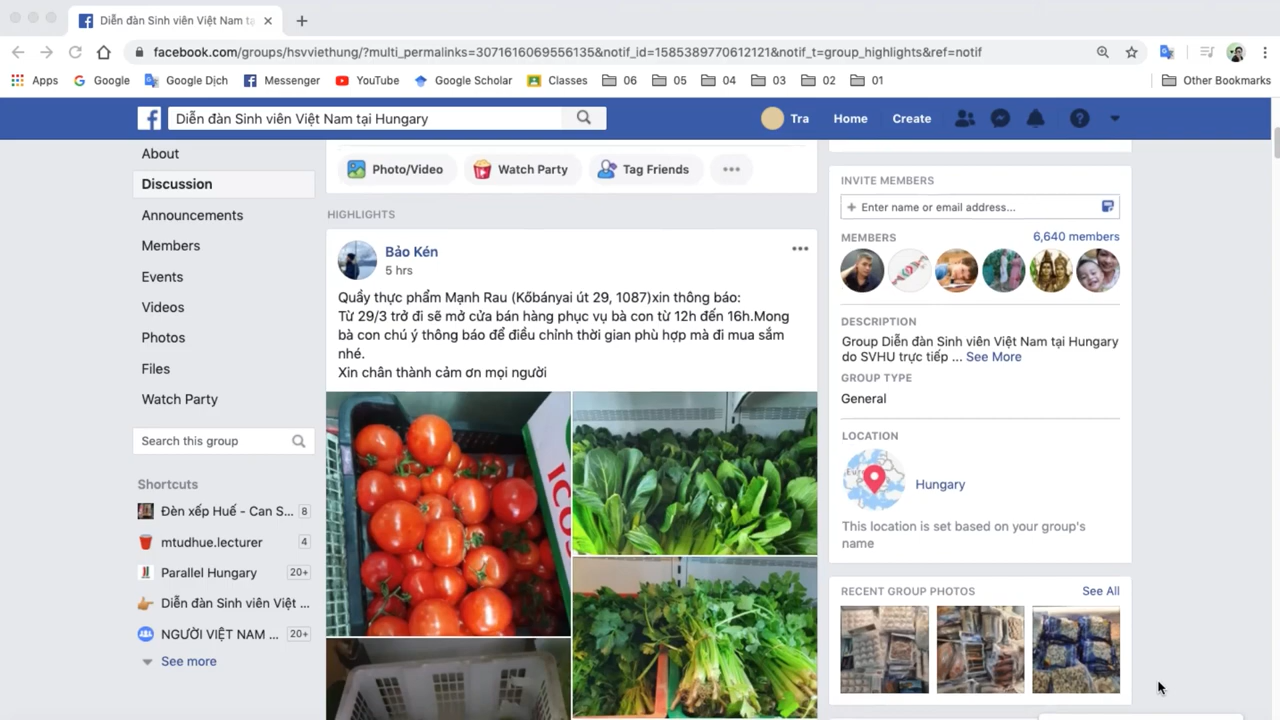 Diễn đàn Sinh viên Việt Nam tạ
facebook.com/groups/hsvviethung/?multi_permalinks=3071616069556135&notif_id=1585389770612121&notif_t=group_highlights&ref=notif
Apps Google Google Dịch Messenger YouTube Google Scholar Classes 06 05 04 03 02 01 Other Bookmarks
Diễn đàn Sinh viên Việt Nam tại Hungary
Tra Home Create
About
Discussion
Announcements
Members
Events
Videos
Photos
Files
Watch Party
Search this group
Shortcuts
Đèn xếp Huế - Can S... 8
mtudhue.lecturer 4
Parallel Hungary 20+
Diễn đàn Sinh viên Việt ...
NGƯỜI VIỆT NAM ... 20+
See more
Photo/Video Watch Party Tag Friends
HIGHLIGHTS
Bảo Kén
5 hrs
Quầy thực phẩm Mạnh Rau (Kőbányai út 29, 1087)xin thông báo:
Từ 29/3 trở đi sẽ mở cửa bán hàng phục vụ bà con từ 12h đến 16h.Mong
bà con chú ý thông báo để điều chỉnh thời gian phù hợp mà đi mua sắm
nhé.
Xin chân thành cảm ơn mọi người
INVITE MEMBERS
+ Enter name or email address...
MEMBERS 6,640 members
DESCRIPTION
Group Diễn đàn Sinh viên Việt Nam tại Hungary
do SVHU trực tiếp ... See More
GROUP TYPE
General
LOCATION
Hungary
This location is set based on your group's
name
RECENT GROUP PHOTOS See All